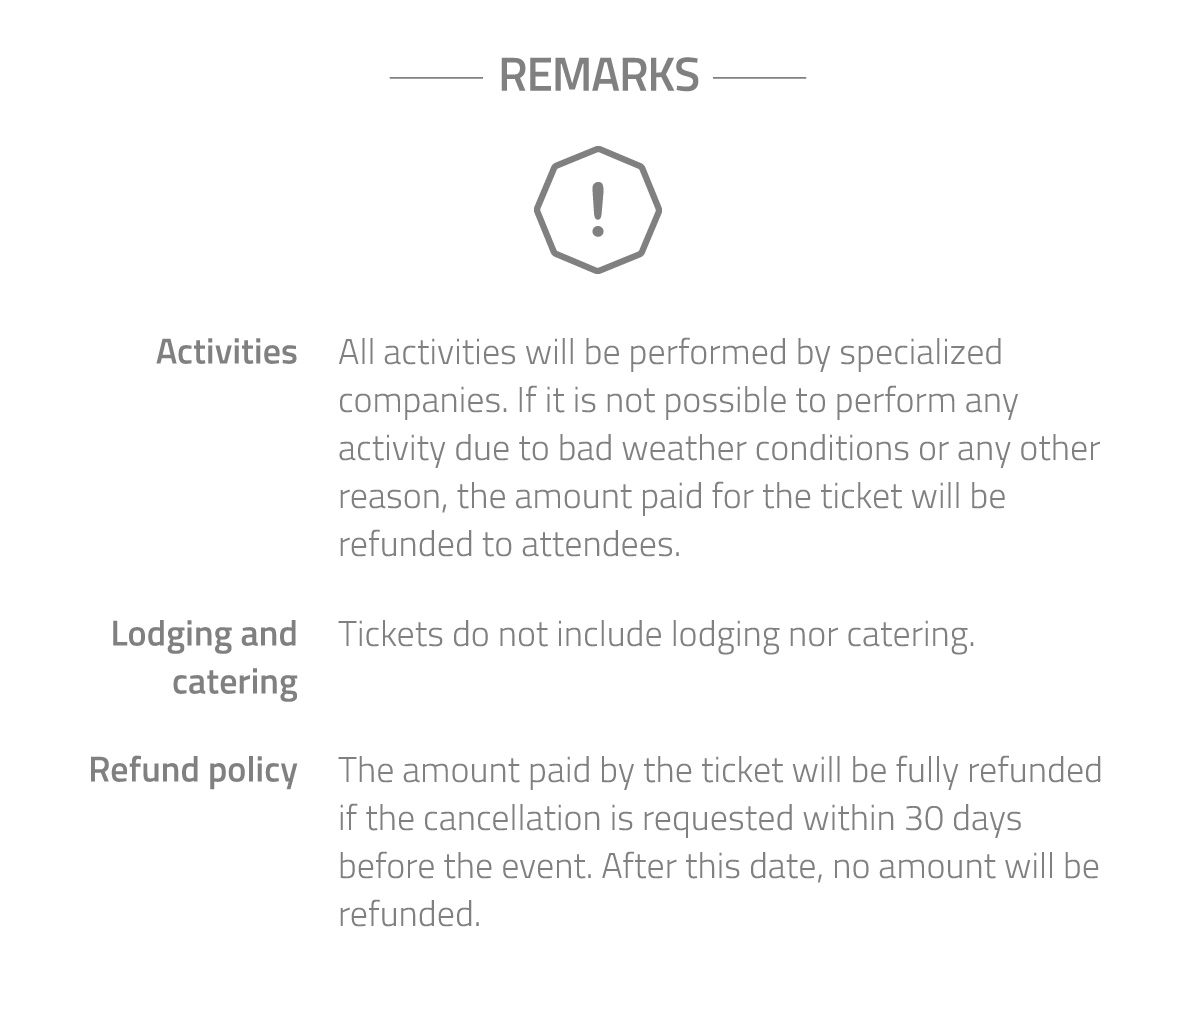 REMARKS
!
Activities
All activities will be performed by specialized
companies. If it is not possible to perform any
activity due to bad weather conditions or any other
reason, the amount paid for the ticket will be
refunded to attendees.
Lodging and
catering
Tickets do not include lodging nor catering.
Refund policy
The amount paid by the ticket will be fully refunded
if the cancellation is requested within 30 days
before the event. After this date, no amount will be
refunded.